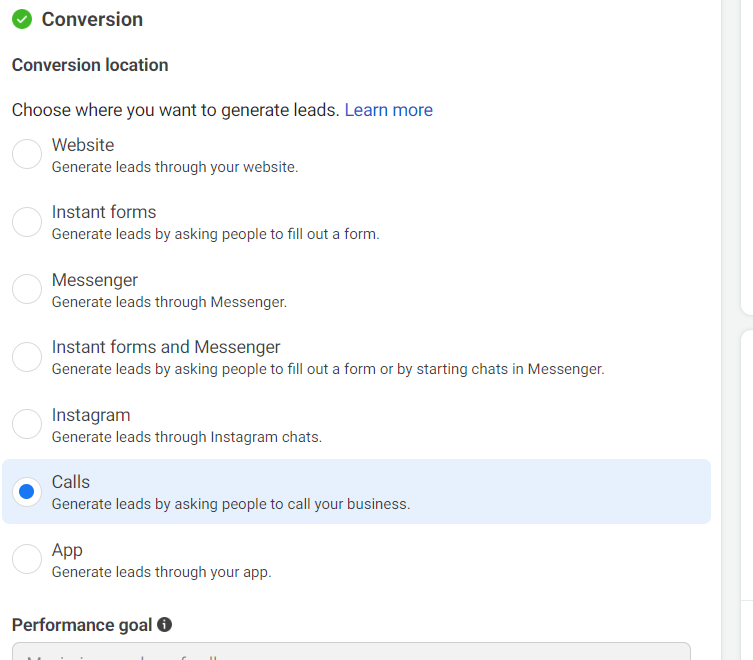 Conversion
Conversion location
Choose where you want to generate leads. Learn more
Website
Generate leads through your website.
Instant forms
Generate leads by asking people to fill out a form.
Messenger
Generate leads through Messenger.
Instant forms and Messenger
Generate leads by asking people to fill out a form or by starting chats in Messenger.
Instagram
Generate leads through Instagram chats.
Calls
Generate leads by asking people to call your business.
App
Generate leads through your app.
Performance goal